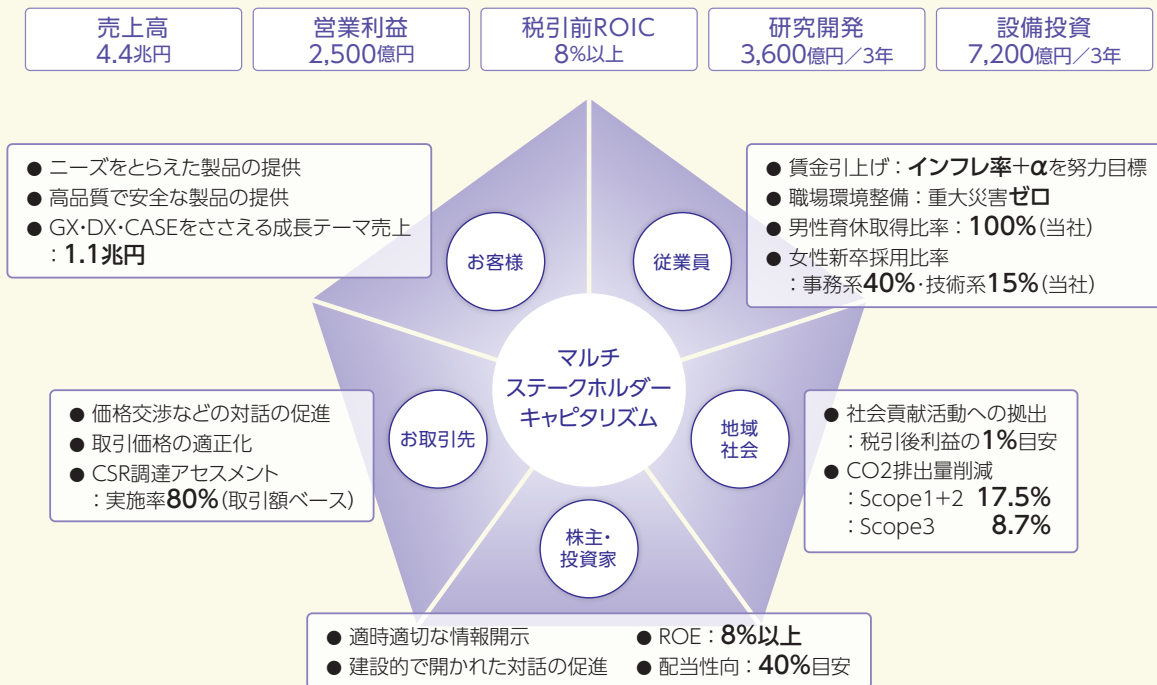 売上高
4.4兆円
営業利益
2,500億円
税引前ROIC
8%以上
研究開発
3,600億円／3年
設備投資
7,200億円／3年
● ニーズをとらえた製品の提供
● 高品質で安全な製品の提供
● GX・DX・CASEをささえる成長テーマ売上
：1.1兆円
お客様
● 賃金引上げ：インフレ率+αを努力目標
● 職場環境整備：重大災害ゼロ
● 男性育休取得比率：100%（当社）
● 女性新卒採用比率
：事務系40%・技術系15%（当社）
従業員
マルチ
ステークホルダー
キャピタリズム
● 価格交渉などの対話の促進
● 取引価格の適正化
● CSR調達アセスメント
：実施率80%（取引額ベース）
お取引先
地域
社会
● 社会貢献活動への拠出
：税引後利益の1%目安
● CO2排出量削減
：Scope1+2 17.5%
：Scope3 8.7%
株主・
投資家
● 適時適切な情報開示
● 建設的で開かれた対話の促進
● ROE：8%以上
● 配当性向：40%目安